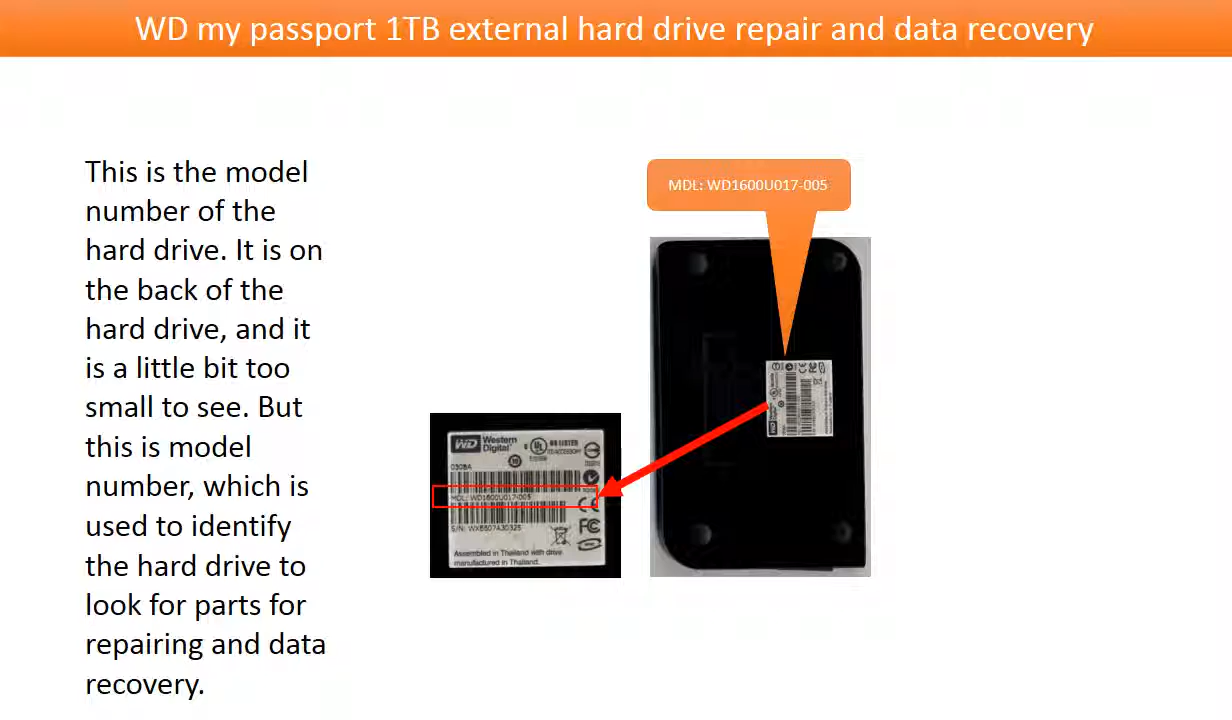 WD my passport 1TB external hard drive repair and data recovery
This is the model
number of the
hard drive. It is on
the back of the
hard drive, and it
is a little bit too
small to see. But
this is model
number, which is
used to identify
the hard drive to
look for parts for
repairing and data
recovery.
MDL: WD1600U017-005
WD Western
Digital
UL LISTED
0308A
MDL: WD1600U017-005
Assembled in Thailand with drive
manufactured in Thailand.